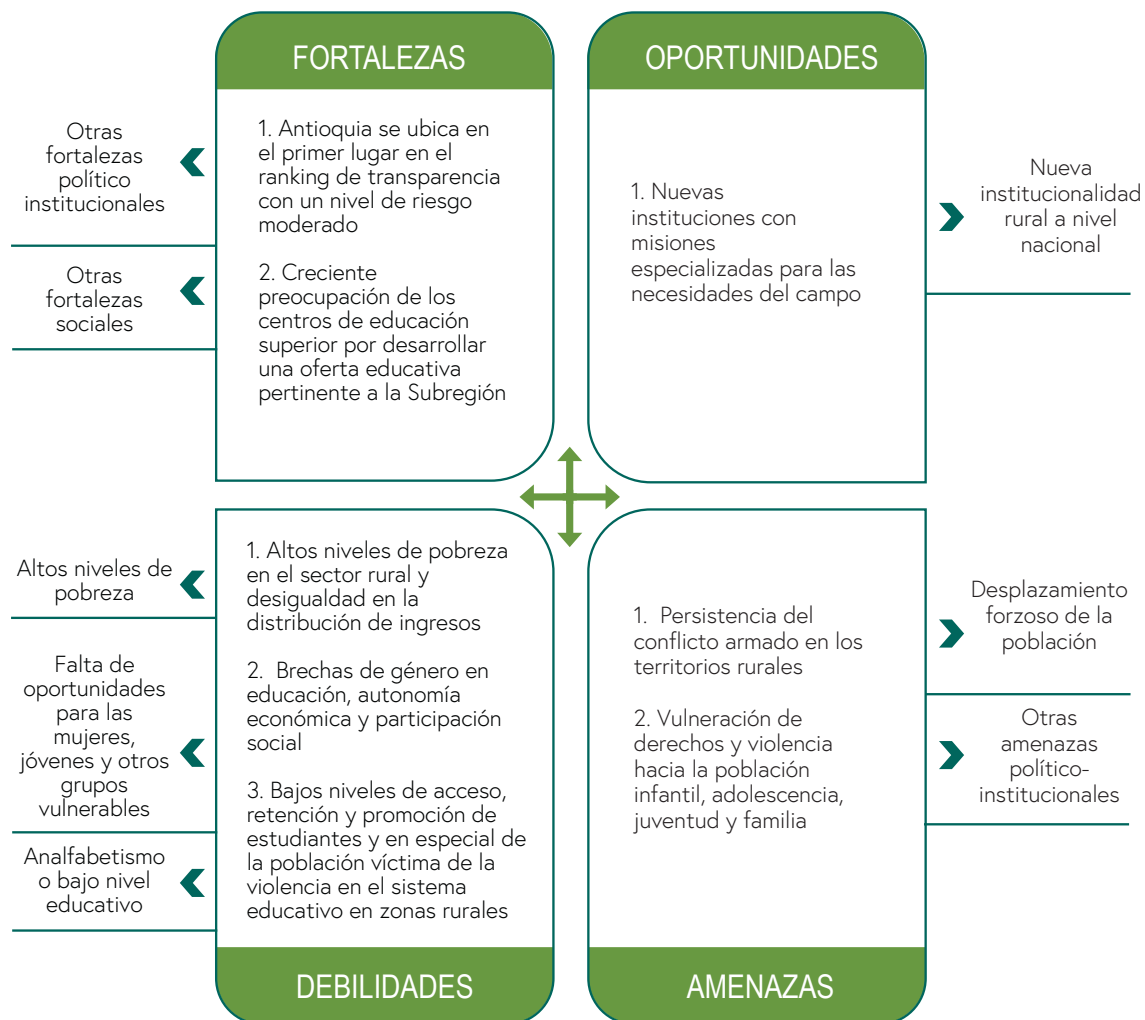 FORTALEZAS
Otras
fortalezas
político
institucionales
Otras
fortalezas
sociales
1. Antioquia se ubica en
el primer lugar en el
ranking de transparencia
con un nivel de riesgo
moderado
2. Creciente
preocupación de los
centros de educación
superior por desarrollar
una oferta educativa
pertinente a la Subregión
OPORTUNIDADES
1. Nuevas
instituciones con
misiones
especializadas para las
necesidades del campo
Nueva
institucionalidad
rural a nivel
nacional
Altos niveles de
pobreza
Falta de
oportunidades
para las
mujeres,
jóvenes y otros
grupos
vulnerables
Analfabetismo
o bajo nivel
educativo
1. Altos niveles de pobreza
en el sector rural y
desigualdad en la
distribución de ingresos
2. Brechas de género en
educación, autonomía
económica y participación
social
3. Bajos niveles de acceso,
retención y promoción de
estudiantes y en especial de
la población víctima de la
violencia en el sistema
educativo en zonas rurales
DEBILIDADES
1. Persistencia del
conflicto armado en los
territorios rurales
2. Vulneración de
derechos y violencia
hacia la población
infantil, adolescencia,
juventud y familia
Desplazamiento
forzoso de la
población
Otras
amenazas
político-
institucionales
AMENAZAS